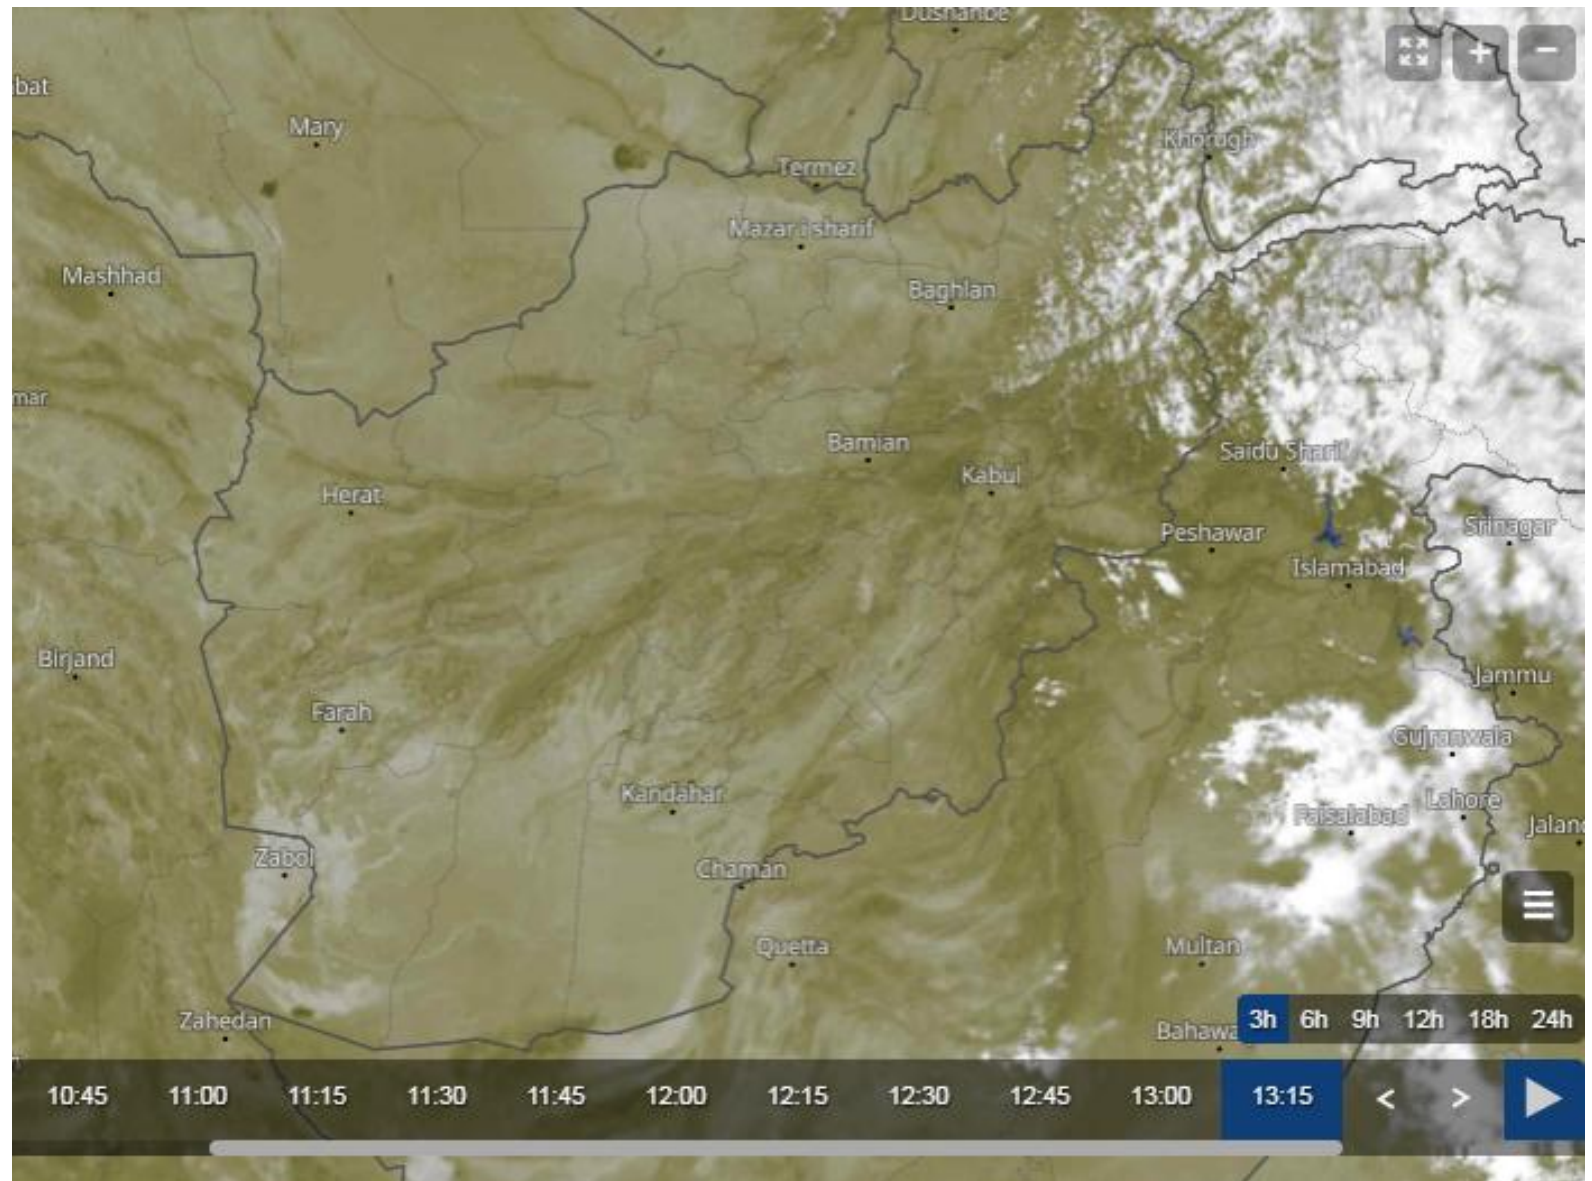 Dushanbe
bat
Mary
Khorugh
Termez
Mazar i sharif
Mashhad
Baghlan
mar
Bamian
Saidu Sharif
Kabul
Herat
Srinagar
Peshawar
Islamabad
Birjand
Jammu
Farah
Gujranwala
Kandahar
Lahore
Faisalabad
Jalan
Zabol
Chaman
Quetta
Multan
Zahedan
Bahawa
3h 6h 9h 12h 18h 24h
10:45 11:00 11:15 11:30 11:45 12:00 12:15 12:30 12:45 13:00 13:15 < >